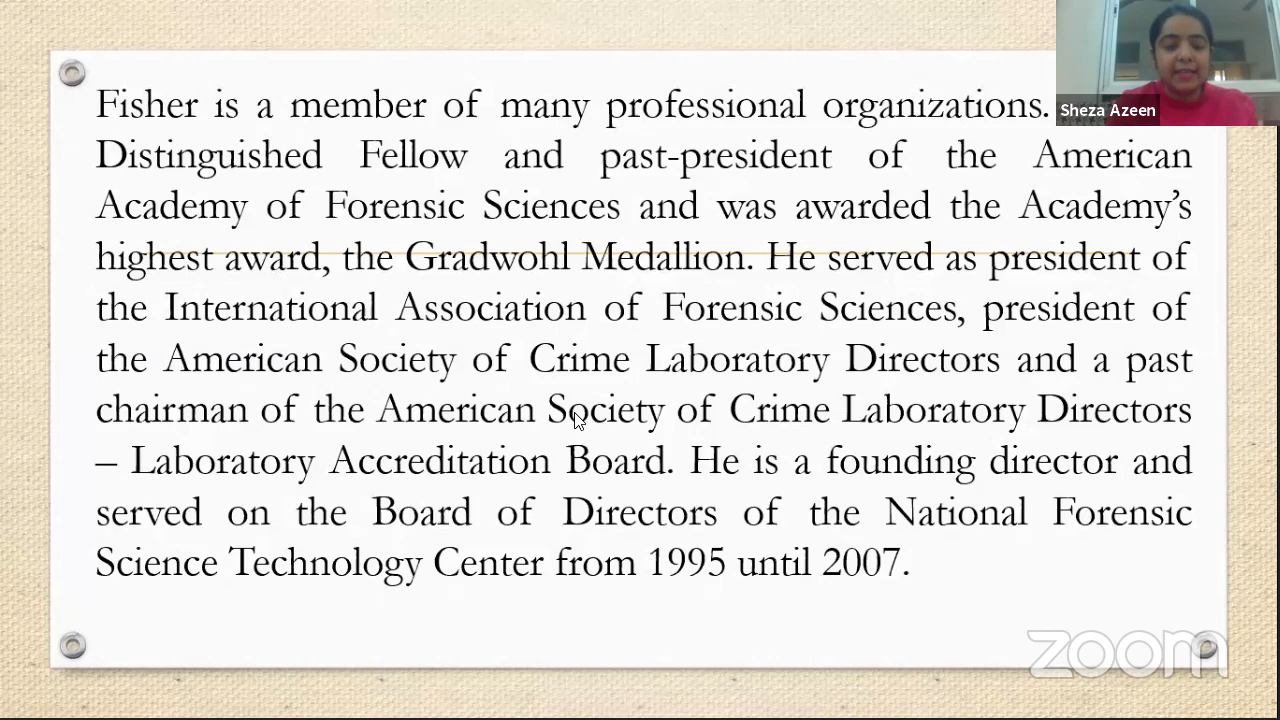 Fisher is a member of many professional organizations.
Distinguished Fellow and past-president of the American
Academy of Forensic Sciences and was awarded the Academy’s
highest award, the Gradwohl Medallion. He served as president of
the International Association of Forensic Sciences, president of
the American Society of Crime Laboratory Directors and a past
chairman of the American Society of Crime Laboratory Directors
– Laboratory Accreditation Board. He is a founding director and
served on the Board of Directors of the National Forensic
Science Technology Center from 1995 until 2007.
Sheza Azeen
zoom